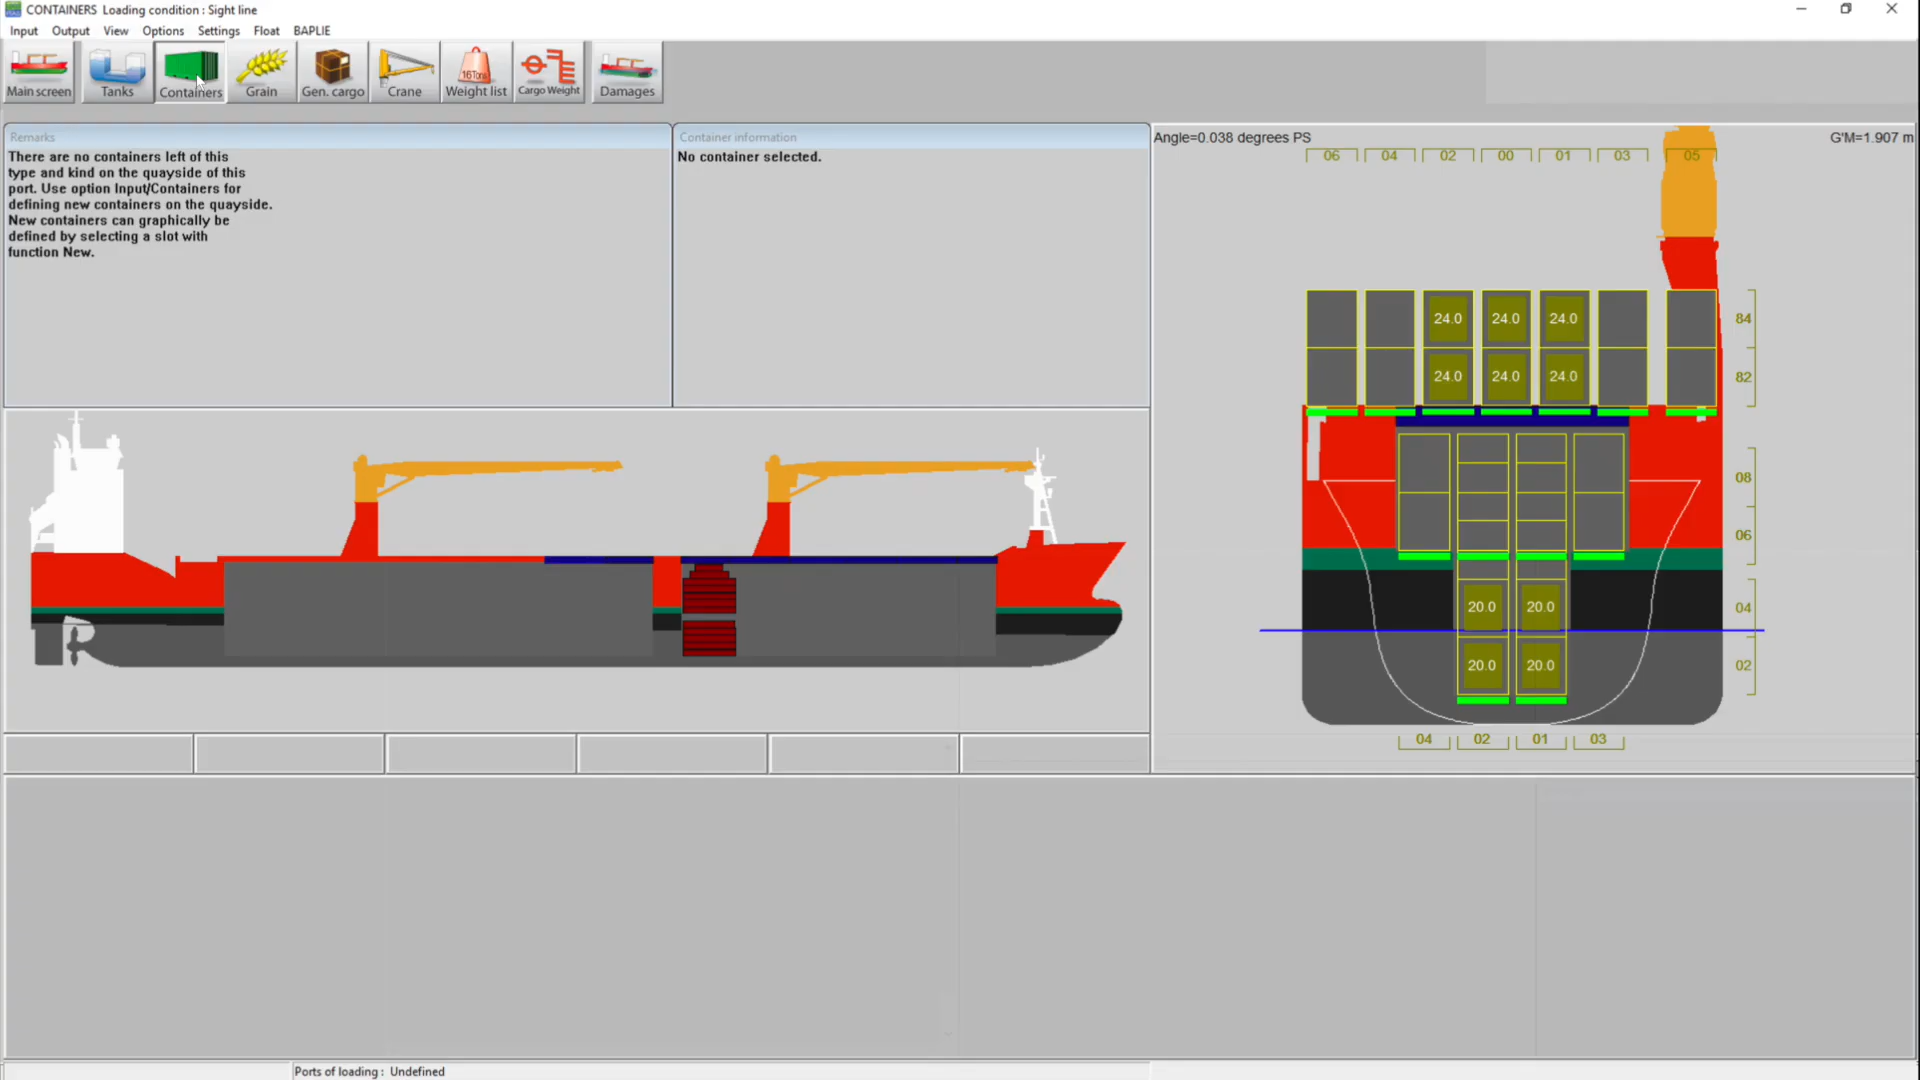 CONTAINERS Loading condition : Sight line
Input Output View Options Settings Float BAPLIE
Main screen Tanks Containers Grain Gen. cargo Crane 16Tons Weight list Cargo Weight Damages
Remarks
There are no containers left of this
type and kind on the quayside of this
port. Use option Input/Containers for
defining new containers on the quayside.
New containers can graphically be
defined by selecting a slot with
function New.
Container information
No container selected.
Angle=0.038 degrees PS G'M=1.907 m
06 04 02 00 01 03 05
24.0 24.0 24.0 84
24.0 24.0 24.0 82
08
06
20.0 20.0 04
20.0 20.0 02
04 02 01 03
Ports of loading : Undefined